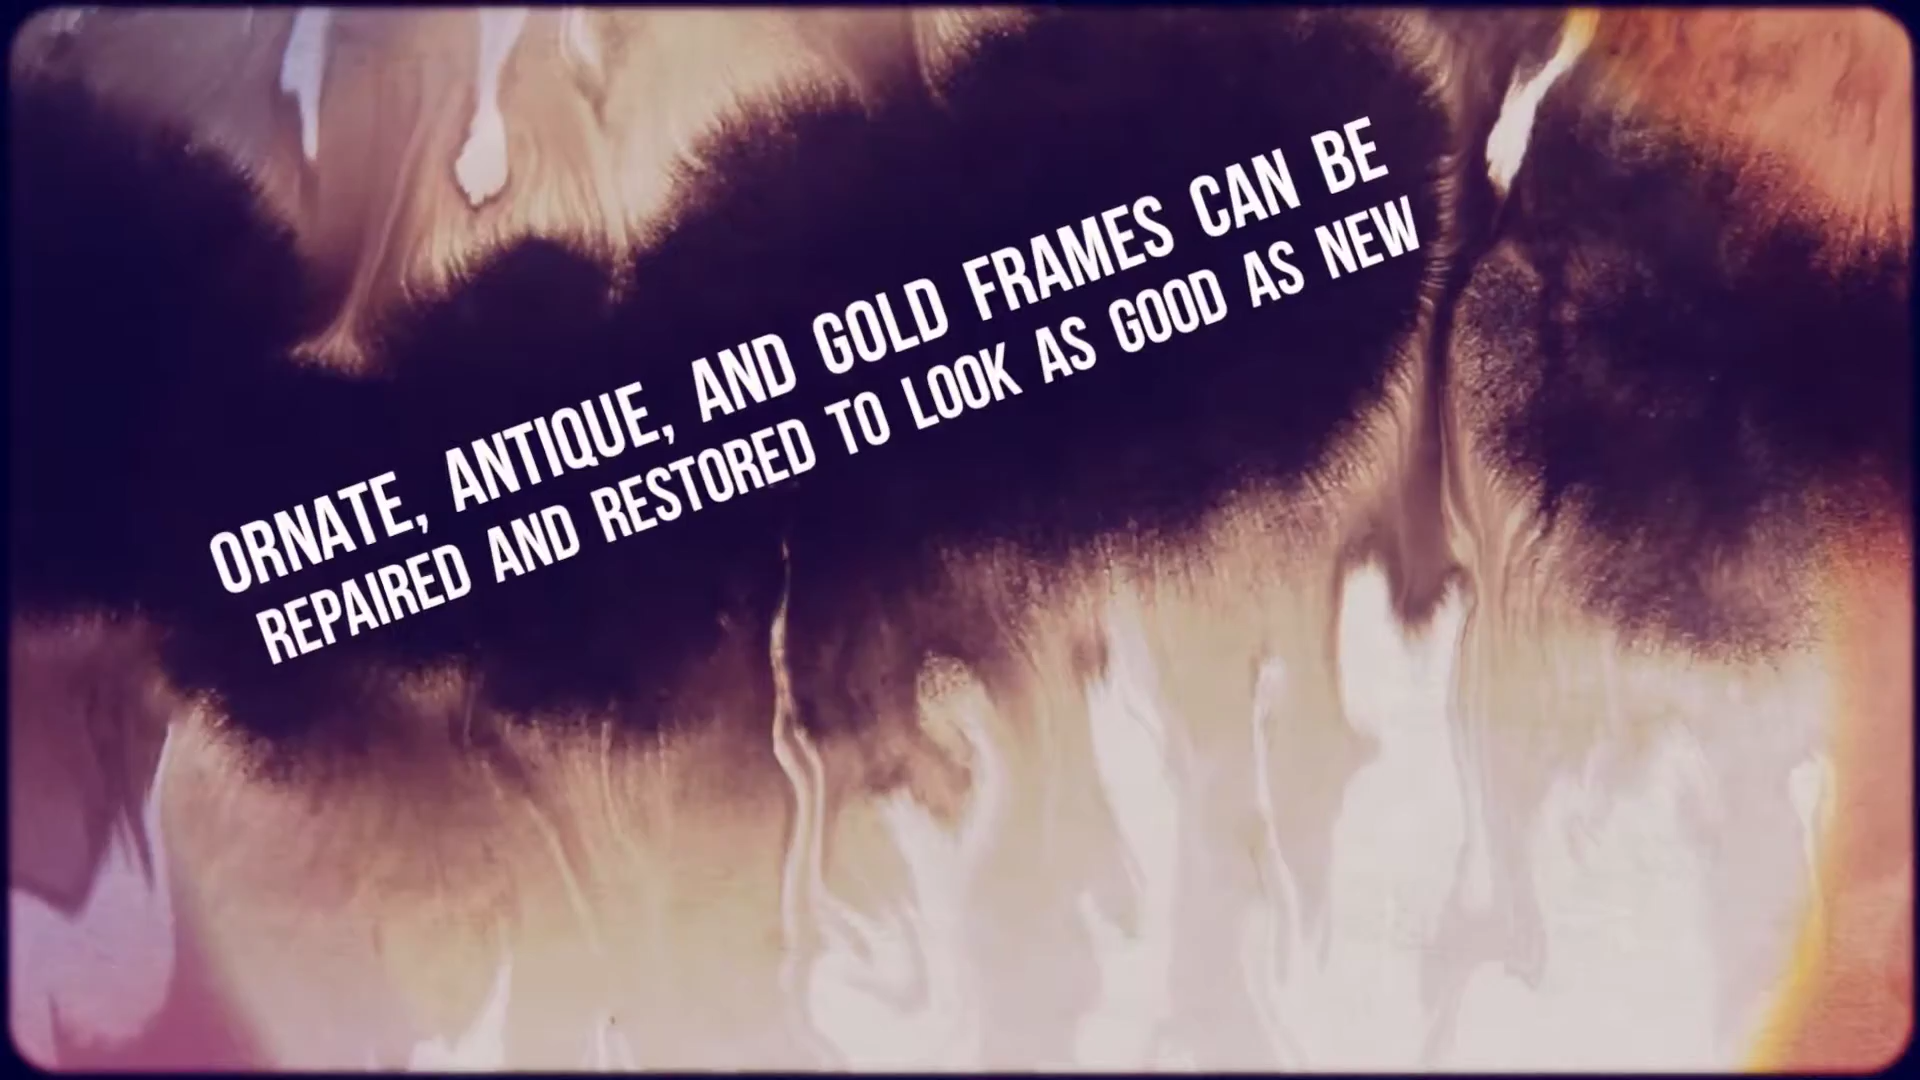 ORNATE, ANTIQUE, AND GOLD FRAMES CAN BE
REPAIRED AND RESTORED TO LOOK AS GOOD AS NEW